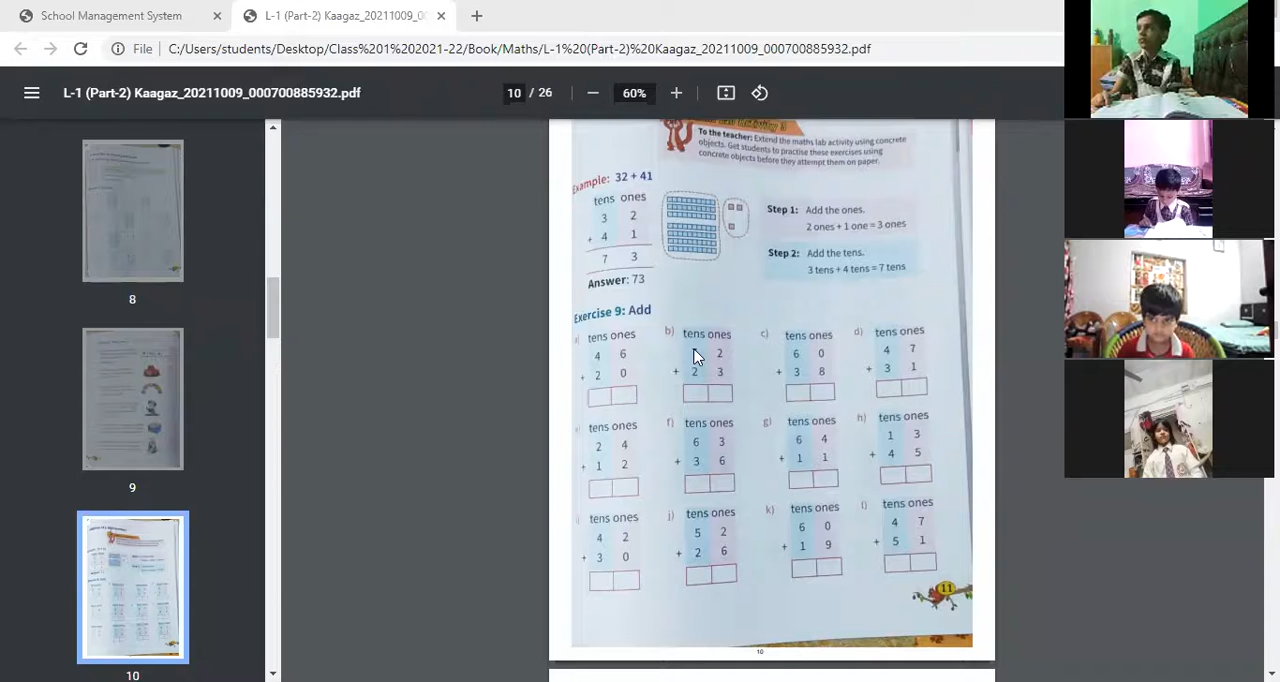 School Management System
L-1 (Part-2) Kaagaz_20211009_0
File C:/Users/students/Desktop/Class%201%202021-22/Book/Maths/L-1%20(Part-2)%20Kaagaz_20211009_000700885932.pdf
L-1 (Part-2) Kaagaz_20211009_000700885932.pdf
10 / 26
60%
8
9
10
To the teacher: Extend the maths lab activity using concrete
objects. Get students to practise these exercises using
concrete objects before they attempt them on paper.
Example: 32 + 41
tens ones
3 2
+ 4 1
7 3
Answer: 73
Step 1: Add the ones.
2 ones + 1 one = 3 ones
Step 2: Add the tens.
3 tens + 4 tens = 7 tens
Exercise 9: Add
tens ones
4 6
+ 2 0
b) tens ones
2
+ 2 3
c) tens ones
6 0
+ 3 8
d) tens ones
4 7
+ 3 1
tens ones
2 4
+ 1 2
f) tens ones
6 3
+ 3 6
g) tens ones
6 4
+ 1 1
h) tens ones
1 3
+ 4 5
tens ones
4 2
+ 3 0
j) tens ones
5 2
+ 2 6
k) tens ones
6 0
+ 1 9
l) tens ones
4 7
+ 5 1
11
10